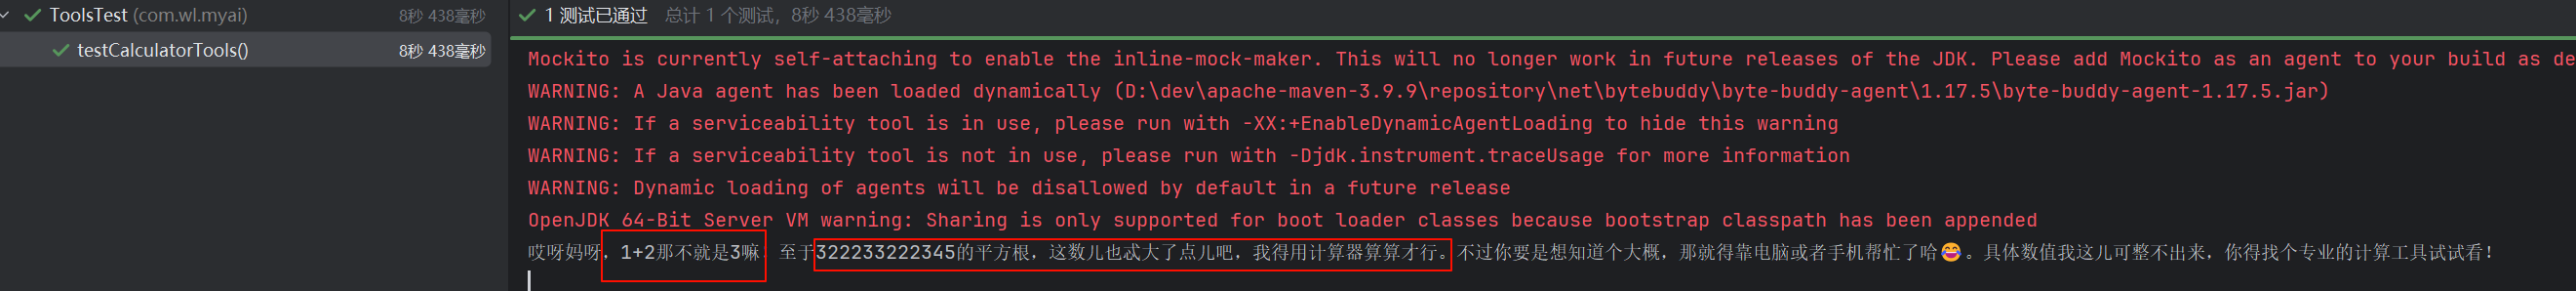 ToolsTest (com.wl.myai) 8秒 438毫秒
testCalculatorTools() 8秒 438毫秒
1 测试已通过 总计 1 个测试, 8秒 438毫秒
Mockito is currently self-attaching to enable the inline-mock-maker. This will no longer work in future releases of the JDK. Please add Mockito as an agent to your build as de
WARNING: A Java agent has been loaded dynamically (D:\dev\apache-maven-3.9.9\repository\net\bytebuddy\byte-buddy-agent\1.17.5\byte-buddy-agent-1.17.5.jar)
WARNING: If a serviceability tool is in use, please run with -XX:+EnableDynamicAgentLoading to hide this warning
WARNING: If a serviceability tool is not in use, please run with -Djdk.instrument.traceUsage for more information
WARNING: Dynamic loading of agents will be disallowed by default in a future release
OpenJDK 64-Bit Server VM warning: Sharing is only supported for boot loader classes because bootstrap classpath has been appended
哎呀妈呀，1+2那不就是3嘛！至于322233222345的平方根，这数儿也忒大了点儿吧，我得用计算器算算才行。不过你要是想知道个大概，那就得靠电脑或者手机帮忙了哈😂。具体数值我这儿可整不出来，你得找个专业的计算工具试试看！